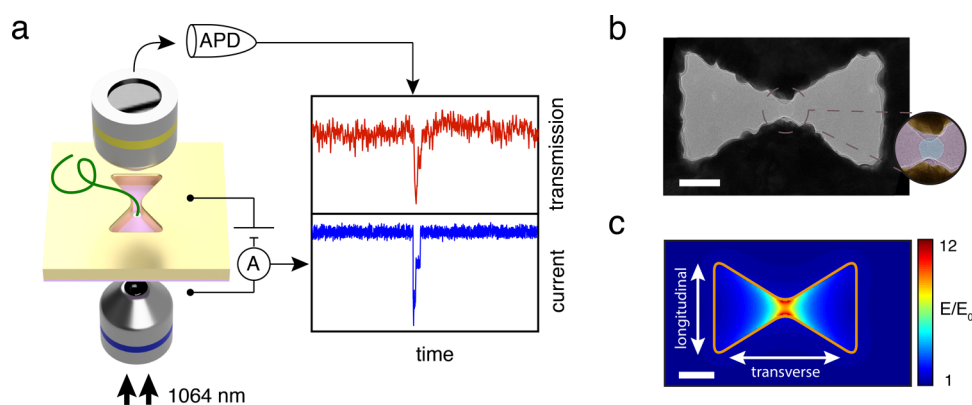 a
APD
A
1064 nm
transmission
current
time
b
c
longitudinal
transverse
12
E/E₀
1